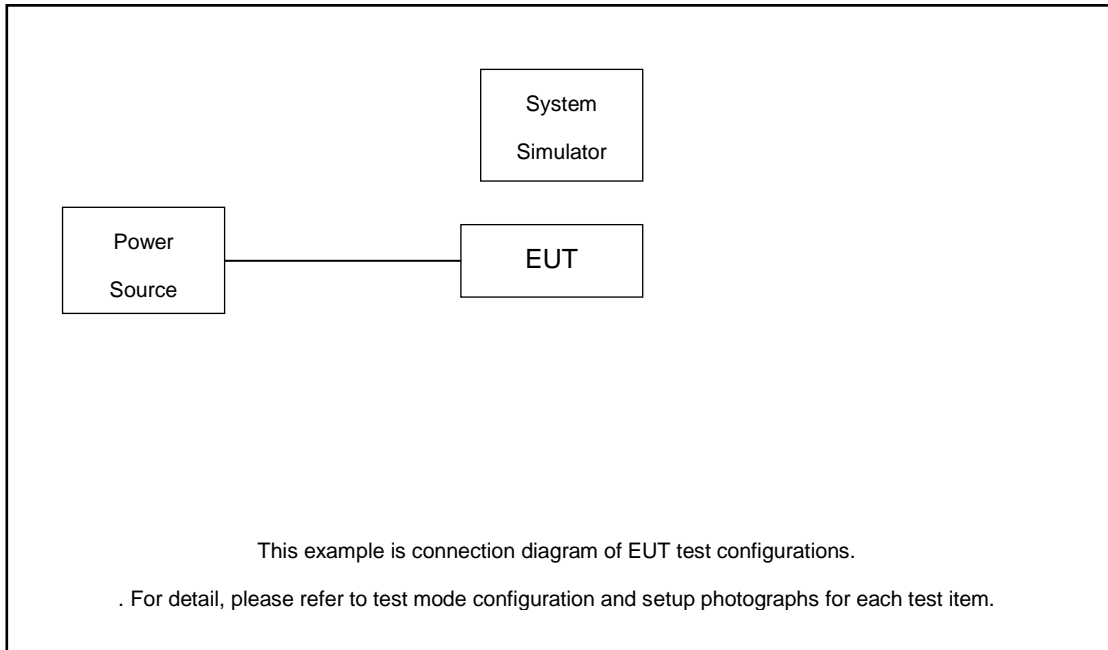 System
Simulator
Power
Source
EUT
This example is connection diagram of EUT test configurations.
. For detail, please refer to test mode configuration and setup photographs for each test item.